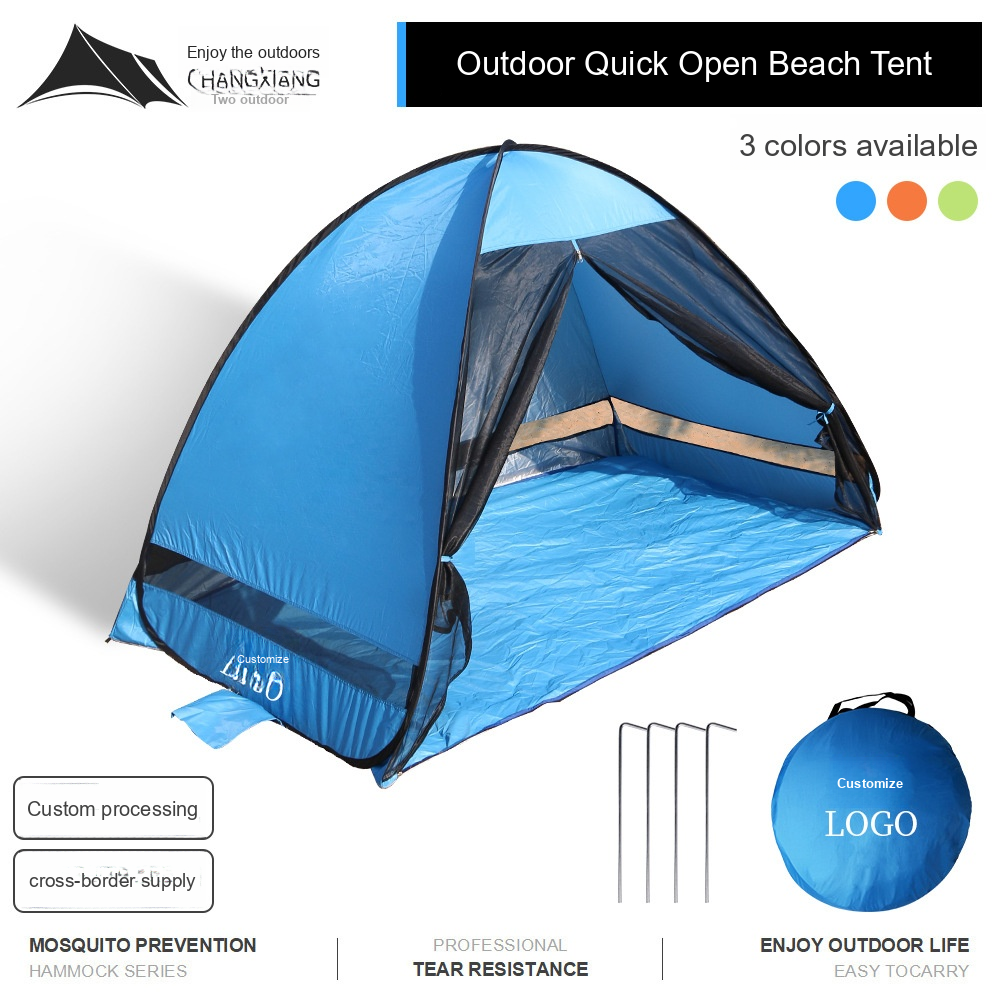 Enjoy the outdoors
CHANGXIANG
Two outdoor
Outdoor Quick Open Beach Tent
3 colors available
Customize
Customize
LOGO
Custom processing
cross-border supply
MOSQUITO PREVENTION
HAMMOCK SERIES
PROFESSIONAL
TEAR RESISTANCE
ENJOY OUTDOOR LIFE
EASY TOCARRY